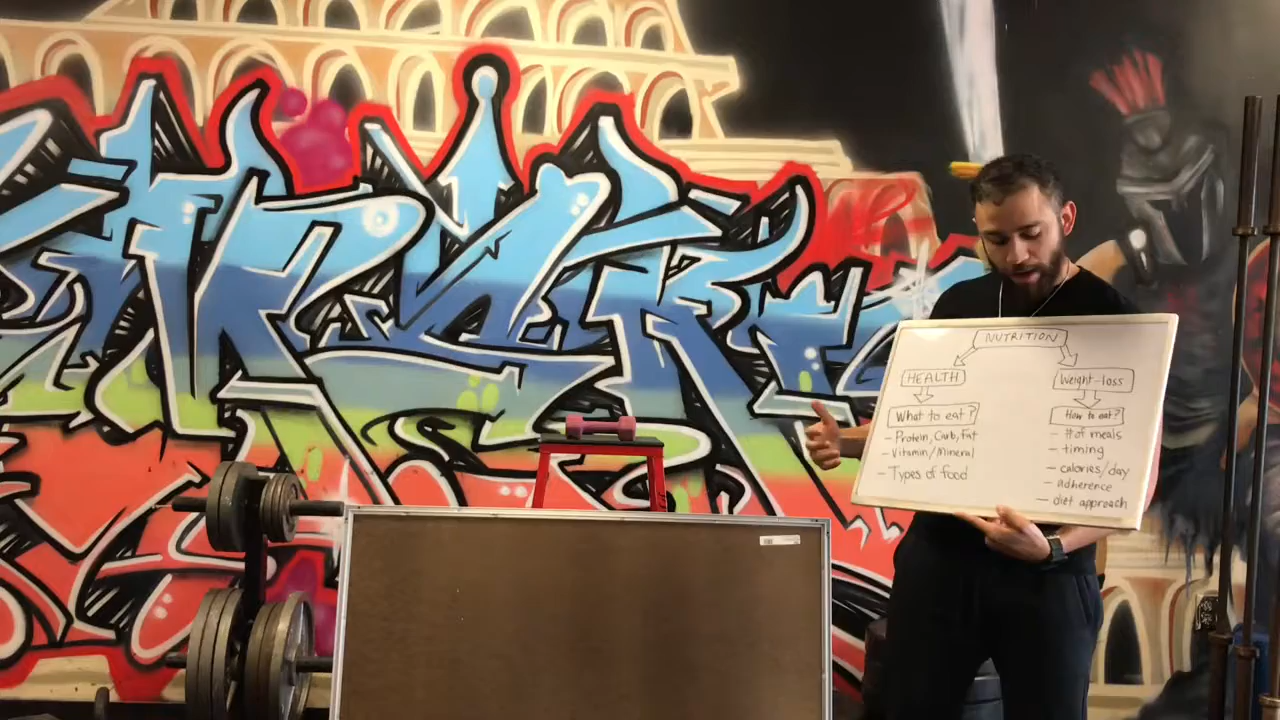 NUTRITION
HEALTH
Weight-loss
What to eat?
How to eat?
- Protein, Carb, Fat
- Vitamin/Mineral
- Types of food
- # of meals
- timing
- calories/day
- adherence
- diet approach